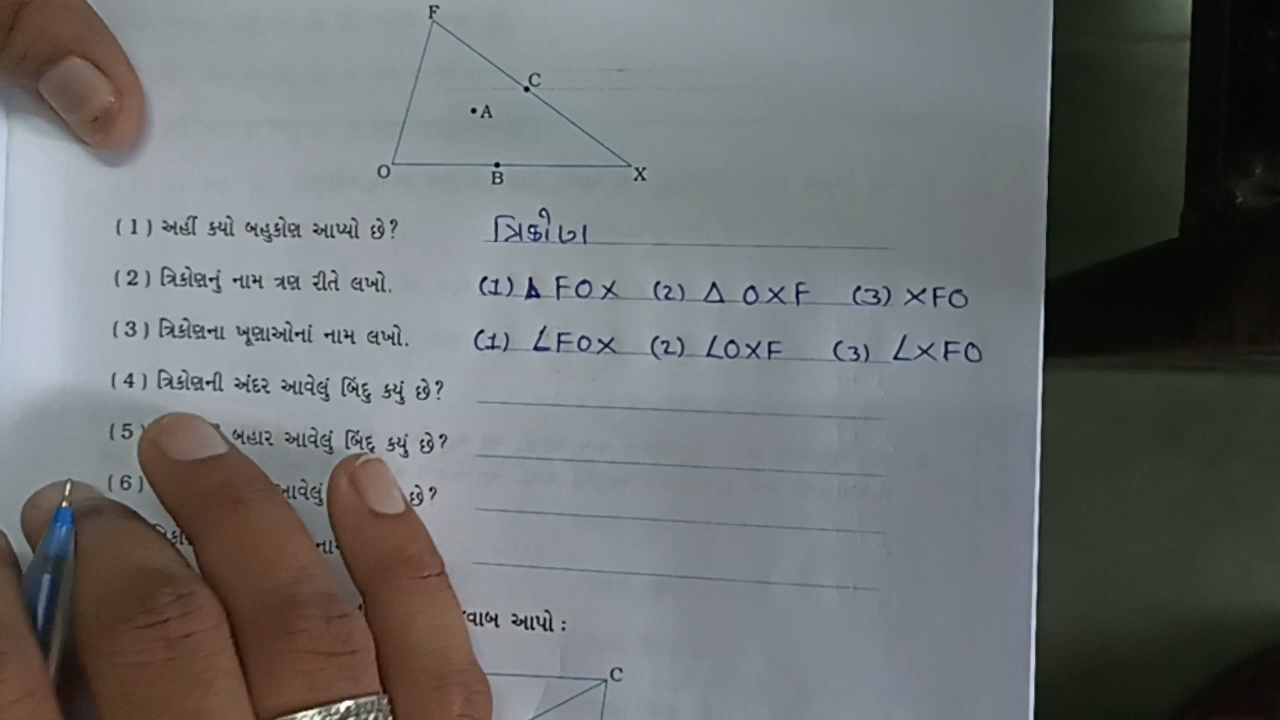 F
C
A
O
B
X
(1) અહીં કયો બહુકોણ આપ્યો છે? ત્રિકોણ
(2) ત્રિકોણનું નામ ત્રણ રીતે લખો. (1) Δ FOX (2) Δ OXF (3) XFO
(3) ત્રિકોણના ખૂણાઓનાં નામ લખો. (1) ∠FOX (2) ∠OXF (3) ∠XFO
(4) ત્રિકોણની અંદર આવેલું બિંદુ કયું છે?
(5) બહાર આવેલું બિંદુ કયું છે?
(6) છે?
આપો :
C